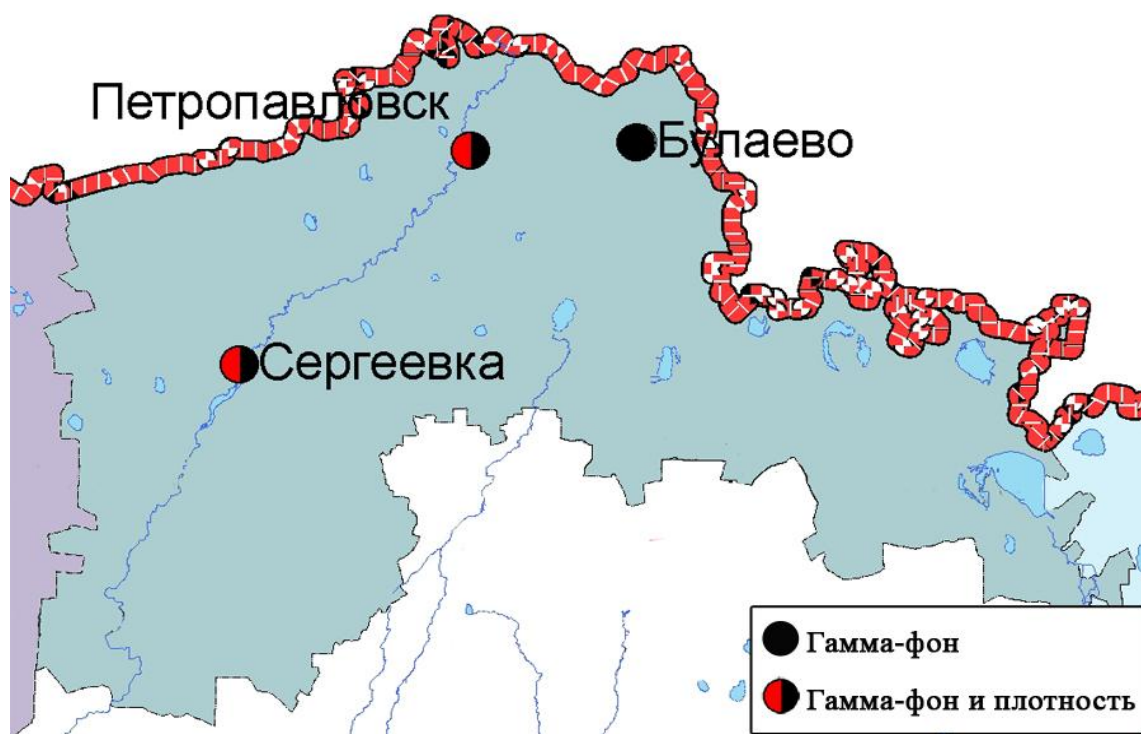 Петропавловск
Булаево
Сергеевка
Гамма-фон
Гамма-фон и плотность